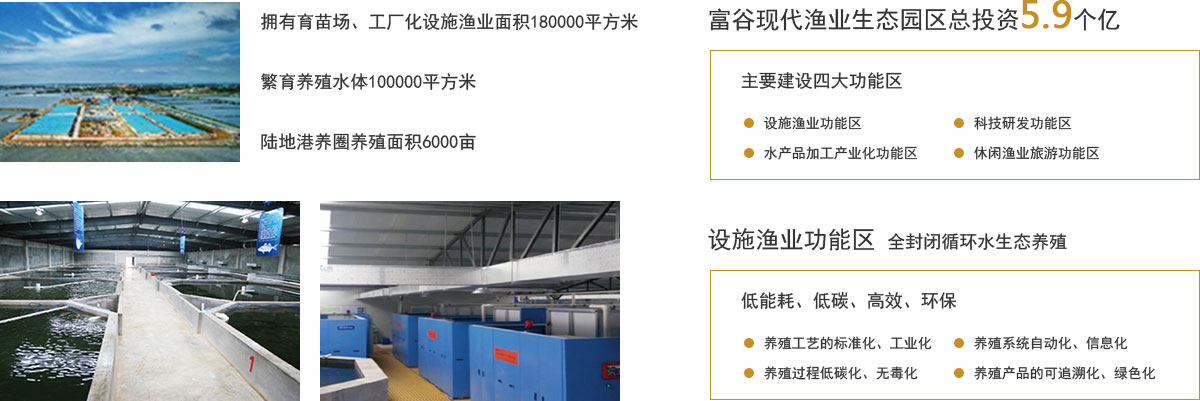 拥有育苗场、工厂化设施渔业面积180000平方米
繁育养殖水体100000平方米
陆地港养圈养殖面积6000亩
富谷现代渔业生态园区总投资5.9个亿
主要建设四大功能区
设施渔业功能区
科技研发功能区
水产品加工产业化功能区
休闲渔业旅游功能区
设施渔业功能区 全封闭循环水生态养殖
低能耗、低碳、高效、环保
养殖工艺的标准化、工业化
养殖系统自动化、信息化
养殖过程低碳化、无毒化
养殖产品的可追溯化、绿色化
1